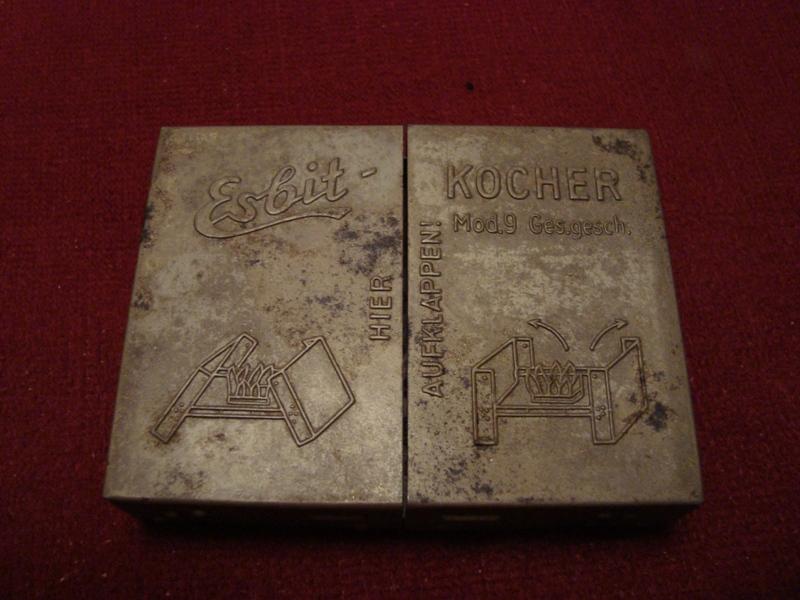 Esbit-
KOCHER
Mod.9 Ges.gesch.
HIER
AUFKLAPPEN!